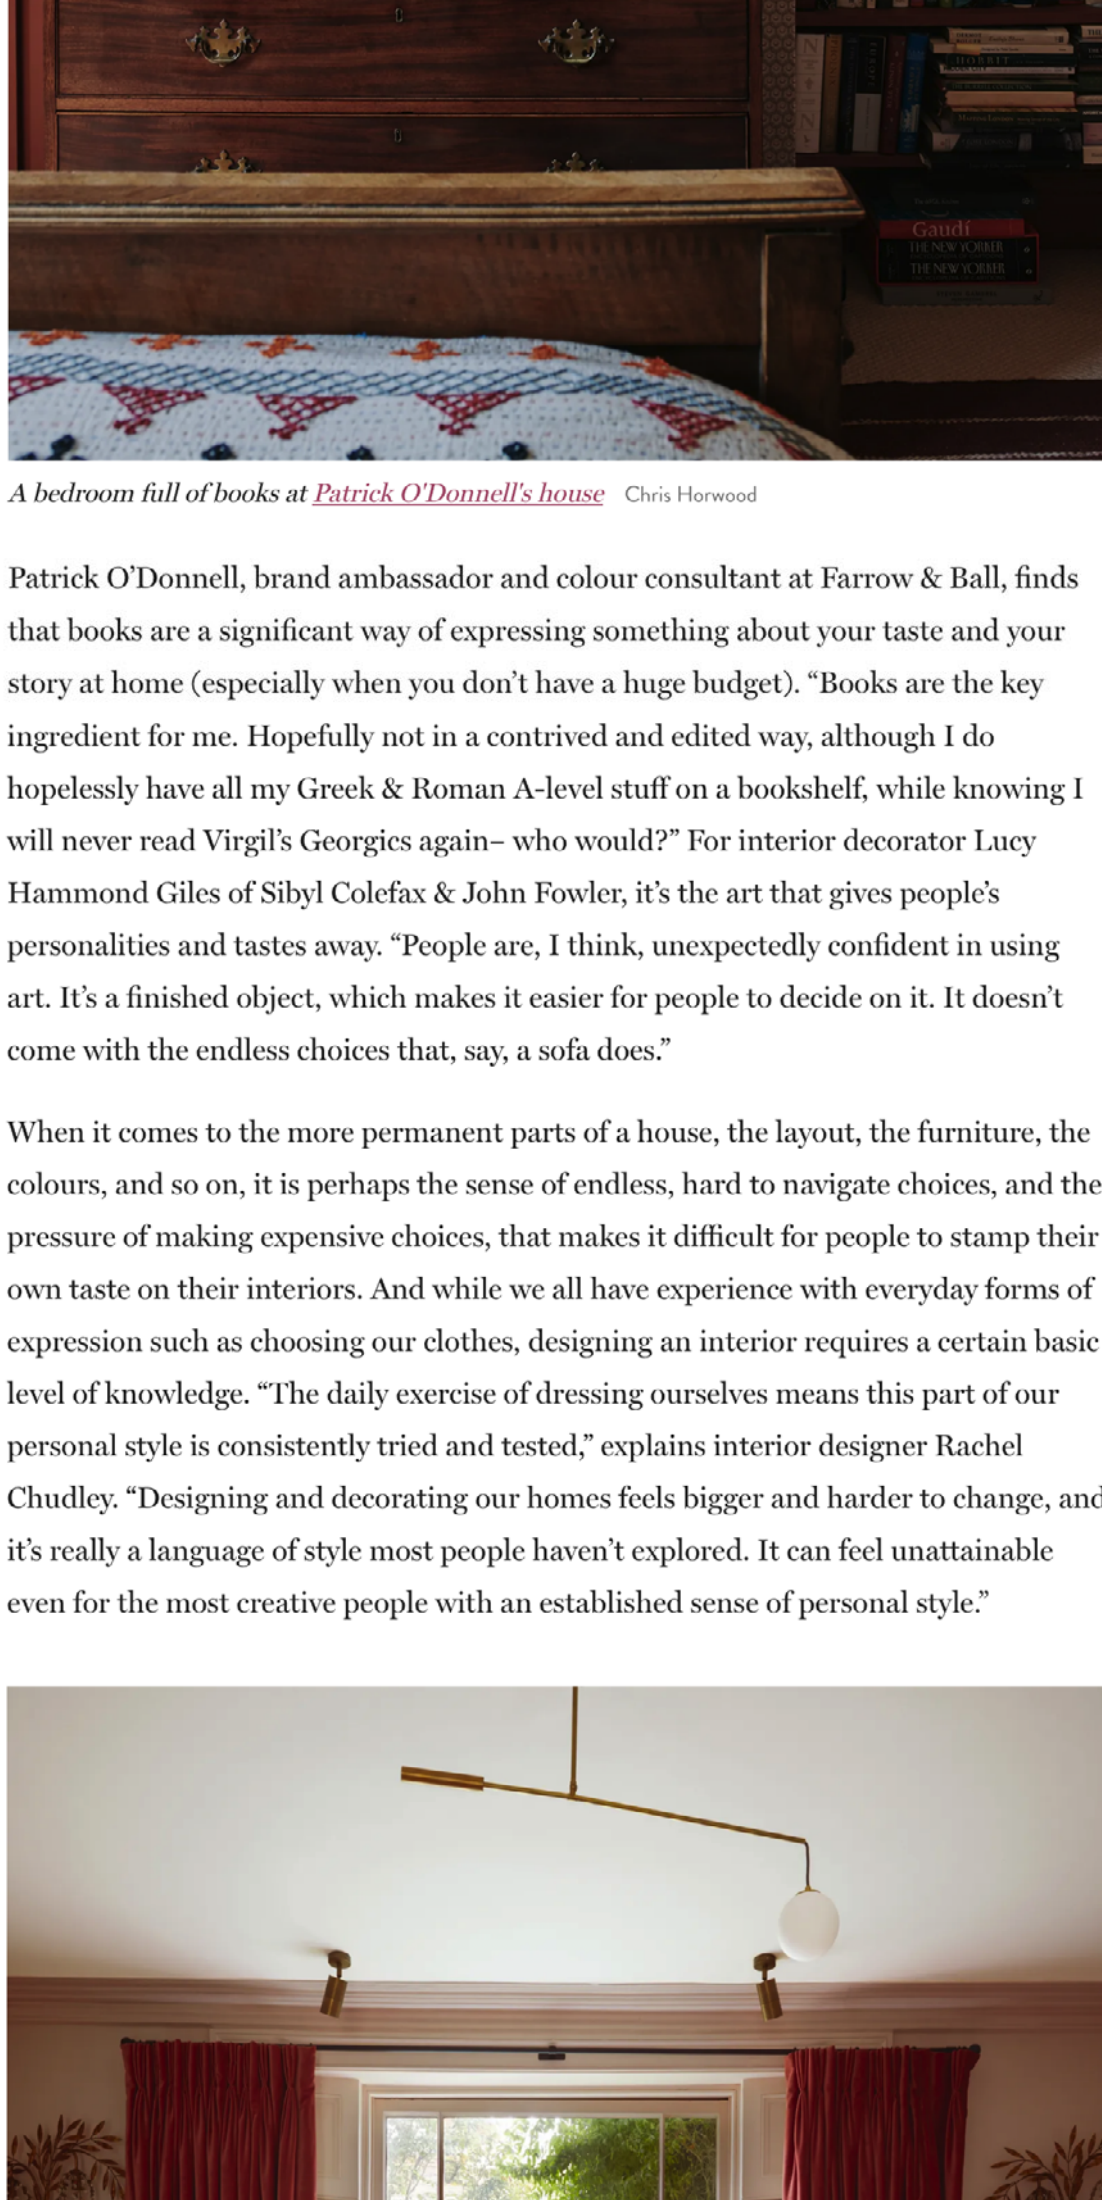 HOBBIT
Gaudí
THE NEW YORKER
THE NEW YORKER
A bedroom full of books at Patrick O'Donnell's house Chris Horwood
Patrick O’Donnell, brand ambassador and colour consultant at Farrow & Ball, finds
that books are a significant way of expressing something about your taste and your
story at home (especially when you don’t have a huge budget). “Books are the key
ingredient for me. Hopefully not in a contrived and edited way, although I do
hopelessly have all my Greek & Roman A-level stuff on a bookshelf, while knowing I
will never read Virgil’s Georgics again– who would?” For interior decorator Lucy
Hammond Giles of Sibyl Colefax & John Fowler, it’s the art that gives people’s
personalities and tastes away. “People are, I think, unexpectedly confident in using
art. It’s a finished object, which makes it easier for people to decide on it. It doesn’t
come with the endless choices that, say, a sofa does.”
When it comes to the more permanent parts of a house, the layout, the furniture, the
colours, and so on, it is perhaps the sense of endless, hard to navigate choices, and the
pressure of making expensive choices, that makes it difficult for people to stamp their
own taste on their interiors. And while we all have experience with everyday forms of
expression such as choosing our clothes, designing an interior requires a certain basic
level of knowledge. “The daily exercise of dressing ourselves means this part of our
personal style is consistently tried and tested,” explains interior designer Rachel
Chudley. “Designing and decorating our homes feels bigger and harder to change, and
it’s really a language of style most people haven’t explored. It can feel unattainable
even for the most creative people with an established sense of personal style.”